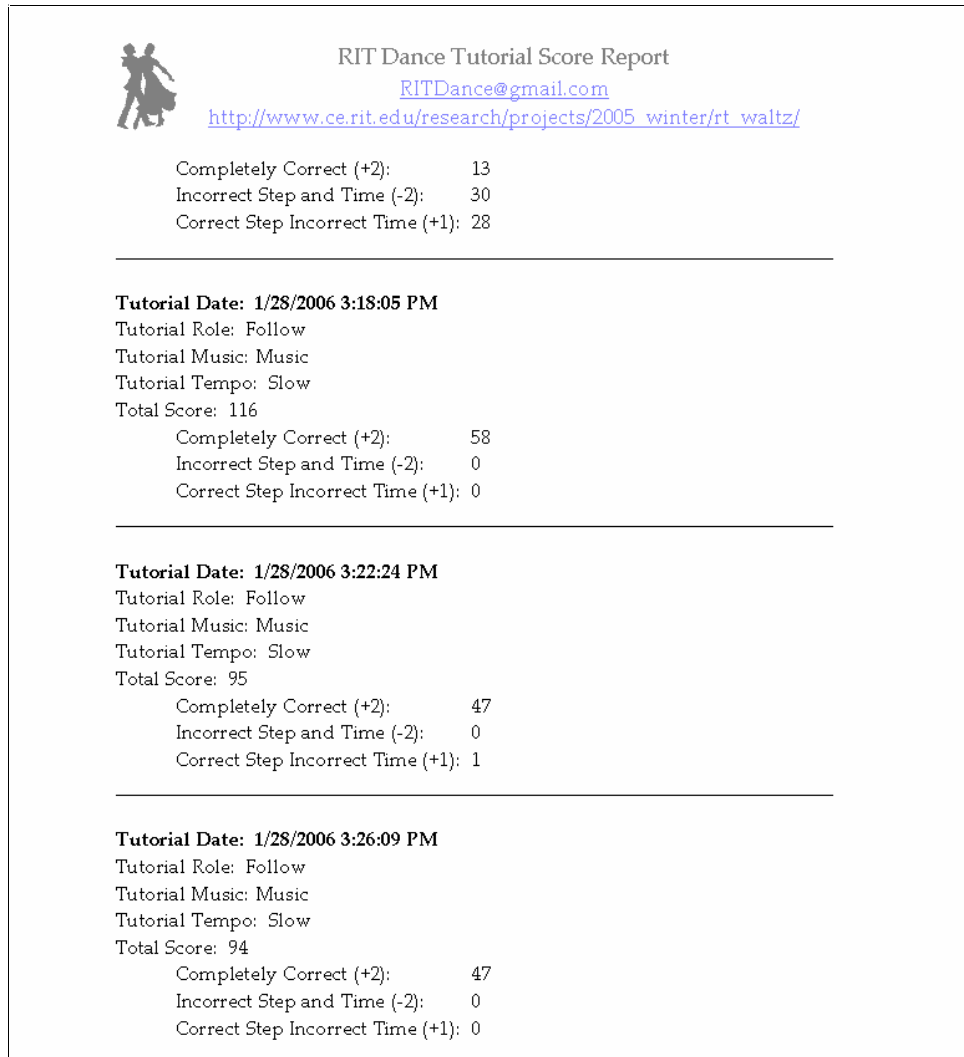 RIT Dance Tutorial Score Report
RITDance@gmail.com
http://www.ce.rit.edu/research/projects/2005_winter/rt_waltz/
Completely Correct (+2): 13
Incorrect Step and Time (-2): 30
Correct Step Incorrect Time (+1): 28
Tutorial Date: 1/28/2006 3:18:05 PM
Tutorial Role: Follow
Tutorial Music: Music
Tutorial Tempo: Slow
Total Score: 116
Completely Correct (+2): 58
Incorrect Step and Time (-2): 0
Correct Step Incorrect Time (+1): 0
Tutorial Date: 1/28/2006 3:22:24 PM
Tutorial Role: Follow
Tutorial Music: Music
Tutorial Tempo: Slow
Total Score: 95
Completely Correct (+2): 47
Incorrect Step and Time (-2): 0
Correct Step Incorrect Time (+1): 1
Tutorial Date: 1/28/2006 3:26:09 PM
Tutorial Role: Follow
Tutorial Music: Music
Tutorial Tempo: Slow
Total Score: 94
Completely Correct (+2): 47
Incorrect Step and Time (-2): 0
Correct Step Incorrect Time (+1): 0